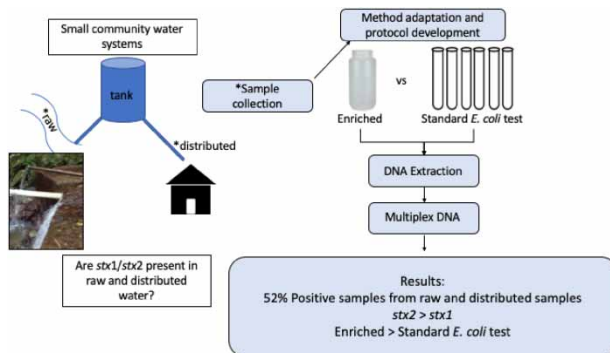 Small community water
systems
tank
*raw
*distributed
Are stx1/stx2 present in
raw and distributed
water?
*Sample
collection
Method adaptation and
protocol development
vs
Enriched
Standard E. coli test
DNA Extraction
Multiplex DNA
Results:
52% Positive samples from raw and distributed samples
stx2 > stx1
Enriched > Standard E. coli test